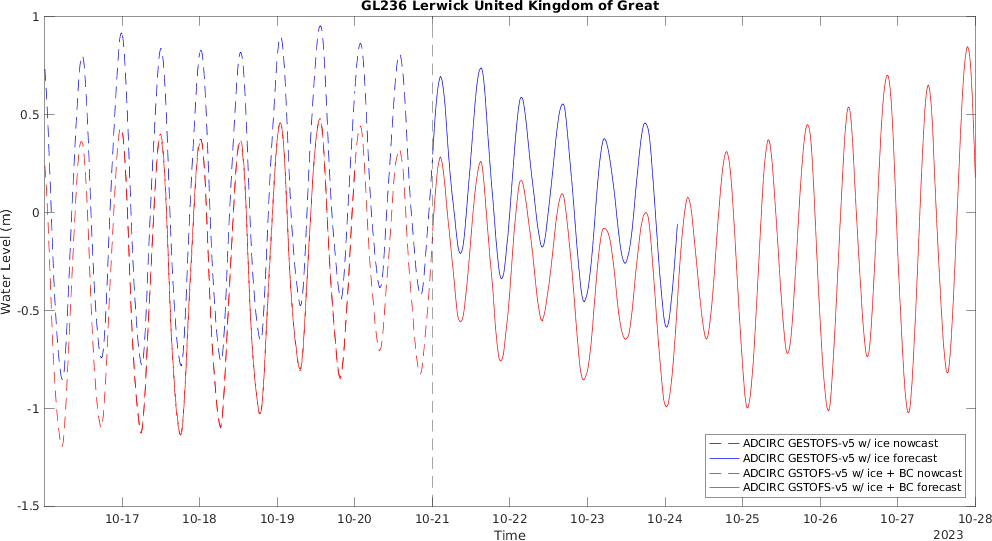 GL236 Lerwick United Kingdom of Great
1
0.5
0
-0.5
-1
-1.5
Water Level (m)
10-17 10-18 10-19 10-20 10-21 10-22 10-23 10-24 10-25 10-26 10-27 10-28
Time
2023
ADCIRC GESTOFS-v5 w/ ice nowcast
ADCIRC GESTOFS-v5 w/ ice forecast
ADCIRC GSTOFS-v5 w/ ice + BC nowcast
ADCIRC GSTOFS-v5 w/ ice + BC forecast